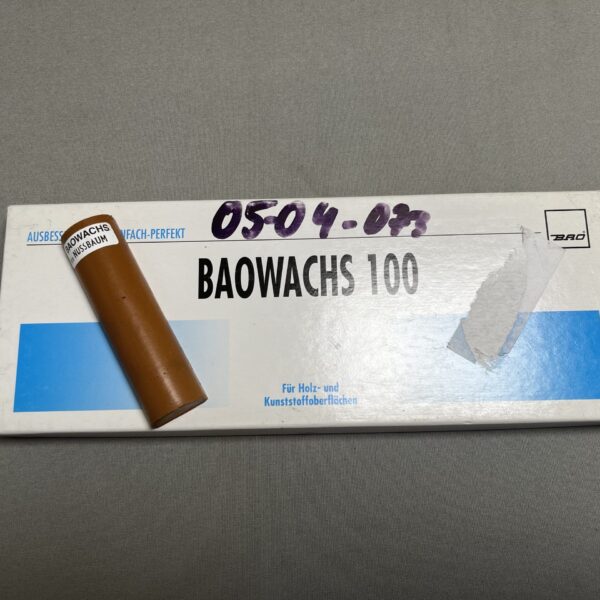 05-04-073
AUSBESS
NFACH-PERFEKT
BAO
BAOWACHS
NUSSBAUM
BAOWACHS 100
Für Holz- und
Kunststoffoberflächen